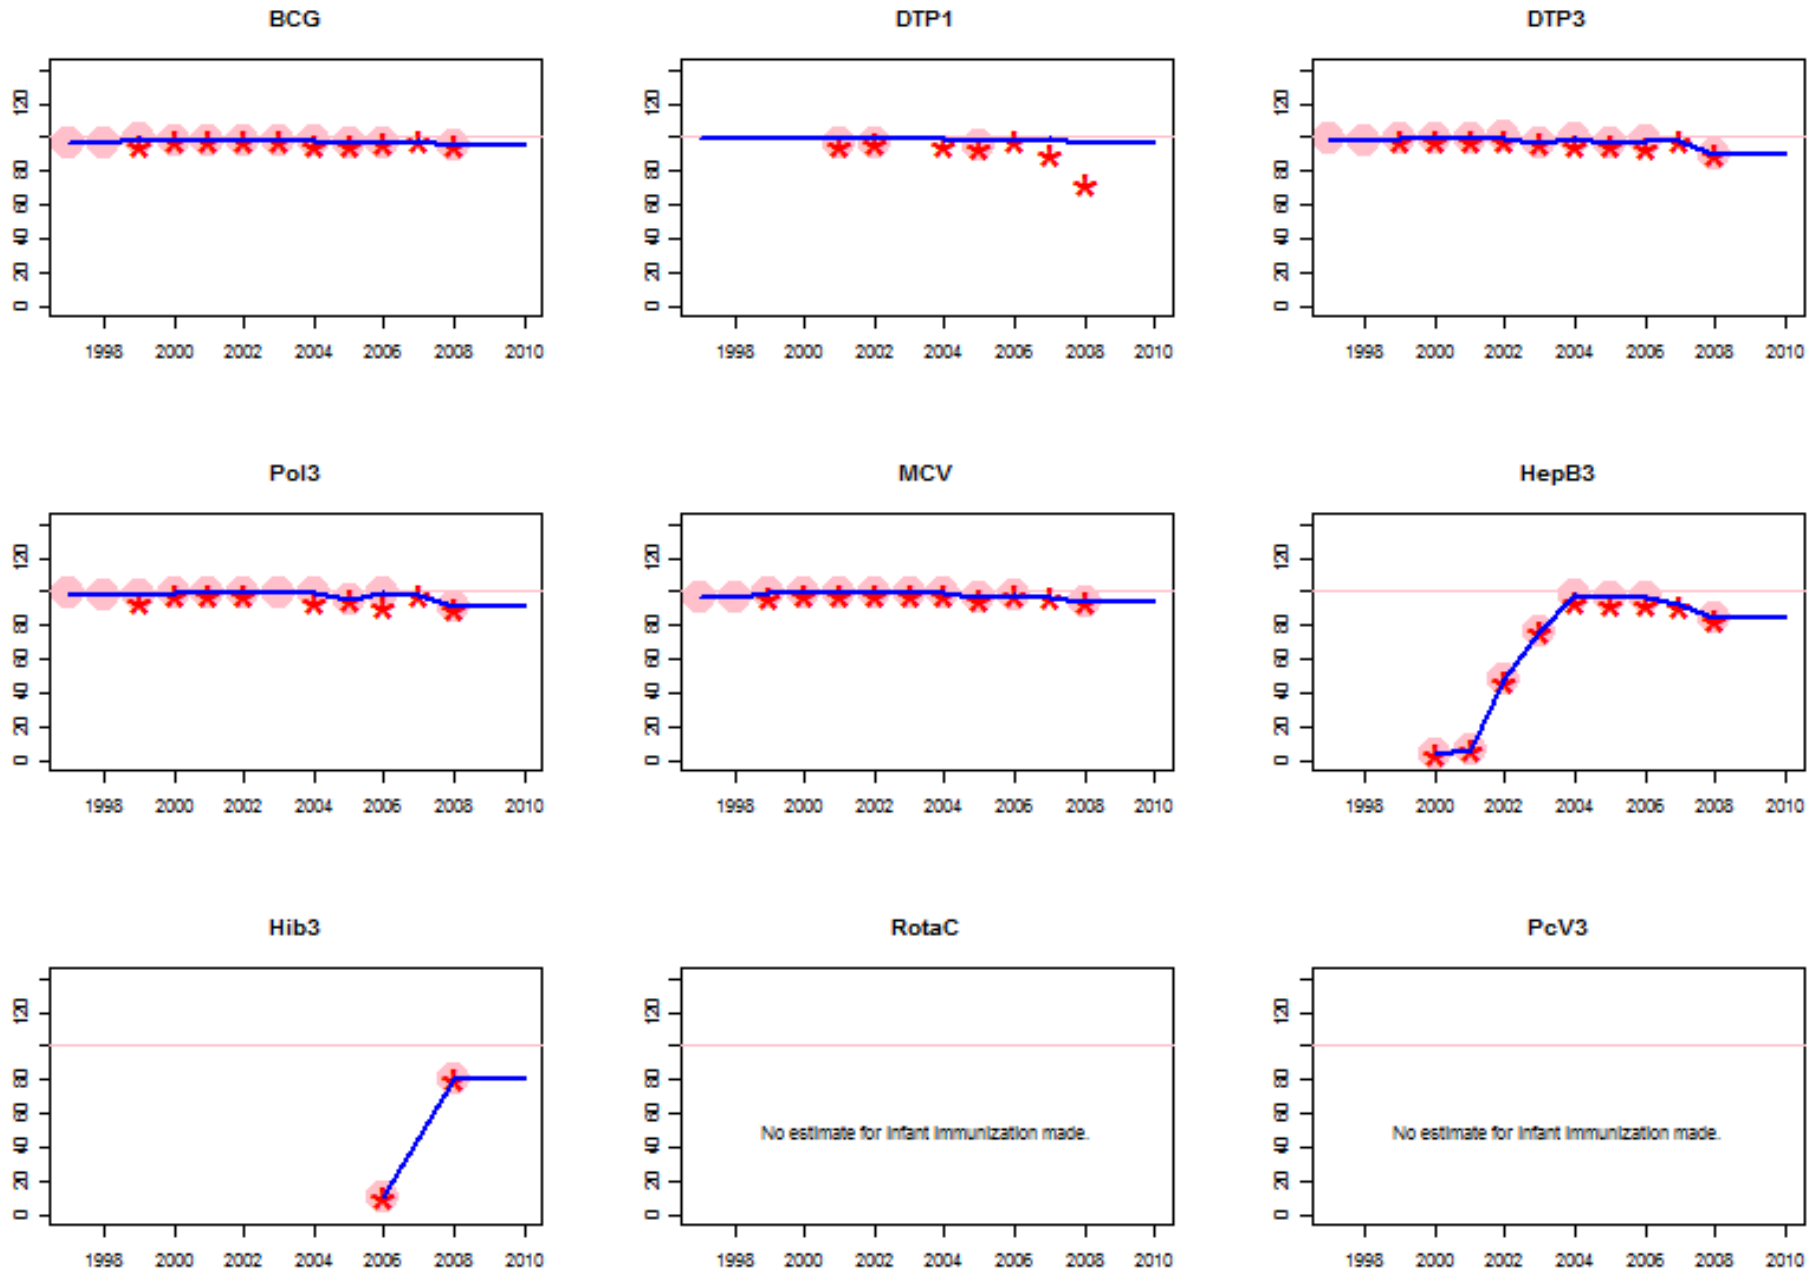 BCG
DTP1
DTP3
0 20 40 60 80 120
1998 2000 2002 2004 2006 2008 2010
0 20 40 60 80 120
1998 2000 2002 2004 2006 2008 2010
0 20 40 60 80 120
1998 2000 2002 2004 2006 2008 2010
Pol3
MCV
HepB3
0 20 40 60 80 120
1998 2000 2002 2004 2006 2008 2010
0 20 40 60 80 120
1998 2000 2002 2004 2006 2008 2010
0 20 40 60 80 120
1998 2000 2002 2004 2006 2008 2010
Hib3
RotaC
PcV3
0 20 40 60 80 120
1998 2000 2002 2004 2006 2008 2010
0 20 40 60 80 120
No estimate for infant immunization made.
1998 2000 2002 2004 2006 2008 2010
0 20 40 60 80 120
No estimate for infant immunization made.
1998 2000 2002 2004 2006 2008 2010